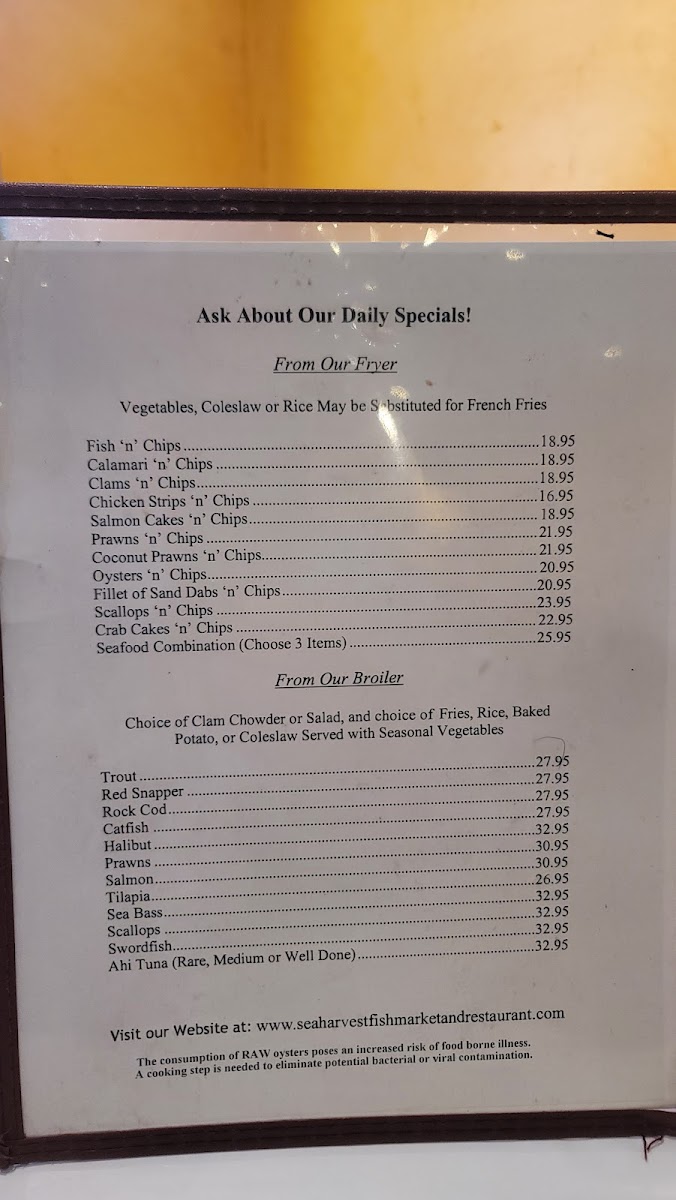 Ask About Our Daily Specials!
From Our Fryer
Vegetables, Coleslaw or Rice May be Substituted for French Fries
Fish ‘n’ Chips.......... 18.95
Calamari ‘n’ Chips .......... 18.95
Clams ‘n’ Chips.......... 18.95
Chicken Strips ‘n’ Chips .......... 16.95
Salmon Cakes ‘n’ Chips.......... 18.95
Prawns ‘n’ Chips .......... 21.95
Coconut Prawns ‘n’ Chips.......... 21.95
Oysters ‘n’ Chips.......... 20.95
Fillet of Sand Dabs ‘n’ Chips.......... 20.95
Scallops ‘n’ Chips .......... 23.95
Crab Cakes ‘n’ Chips .......... 22.95
Seafood Combination (Choose 3 Items) .......... 25.95
From Our Broiler
Choice of Clam Chowder or Salad, and choice of Fries, Rice, Baked
Potato, or Coleslaw Served with Seasonal Vegetables
Trout .......... 27.95
Red Snapper .......... 27.95
Rock Cod.......... 27.95
Catfish .......... 27.95
Halibut .......... 32.95
Prawns .......... 30.95
Salmon.......... 30.95
Tilapia.......... 26.95
Sea Bass.......... 32.95
Scallops .......... 32.95
Swordfish.......... 32.95
Ahi Tuna (Rare, Medium or Well Done).......... 32.95
Visit our Website at: www.seaharvestfishmarketandrestaurant.com
The consumption of RAW oysters poses an increased risk of food borne illness.
A cooking step is needed to eliminate potential bacterial or viral contamination.